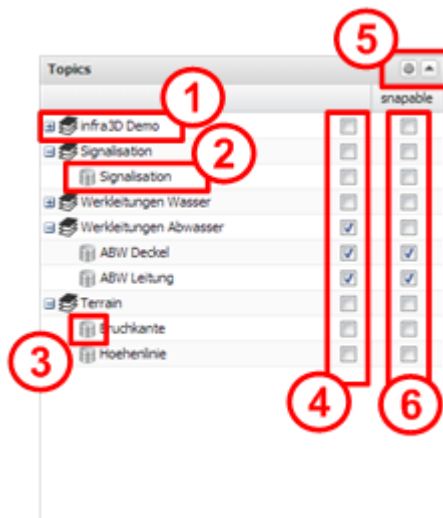 5
Topics
1
snapable
infra3D Demo
Signalisation
2
Signalisation
Werkleitungen Wasser
Werkleitungen Abwasser
ABW Deckel
ABW Leitung
Terrain
Bruchkante
3
Hoehenlinie
4
6